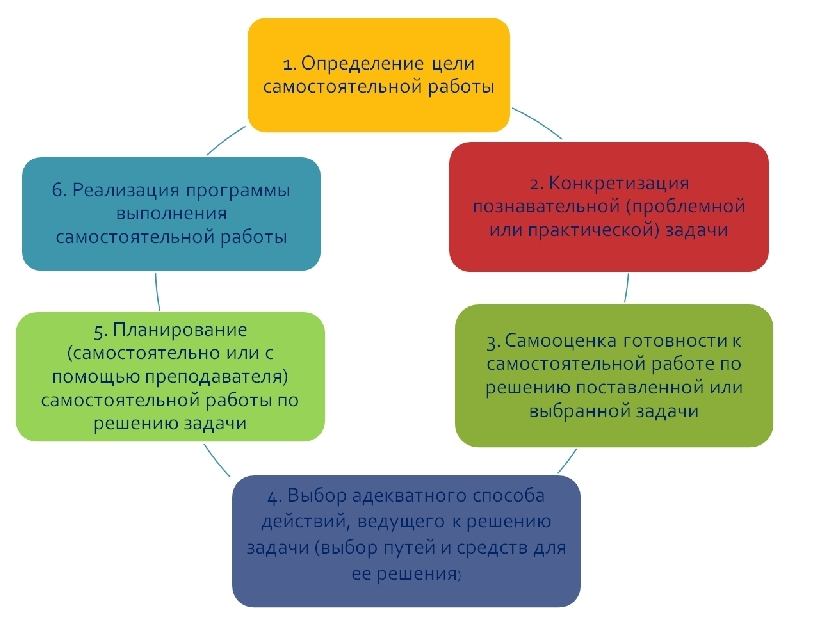 1. Определение цели
самостоятельной работы
2. Конкретизация
познавательной (проблемной
или практической) задачи
3. Самооценка готовности к
самостоятельной работе по
решению поставленной или
выбранной задачи
4. Выбор адекватного способа
действий, ведущего к решению
задачи (выбор путей и средств для
ее решения;
5. Планирование
(самостоятельно или с
помощью преподавателя)
самостоятельной работы по
решению задачи
6. Реализация программы
выполнения
самостоятельной работы